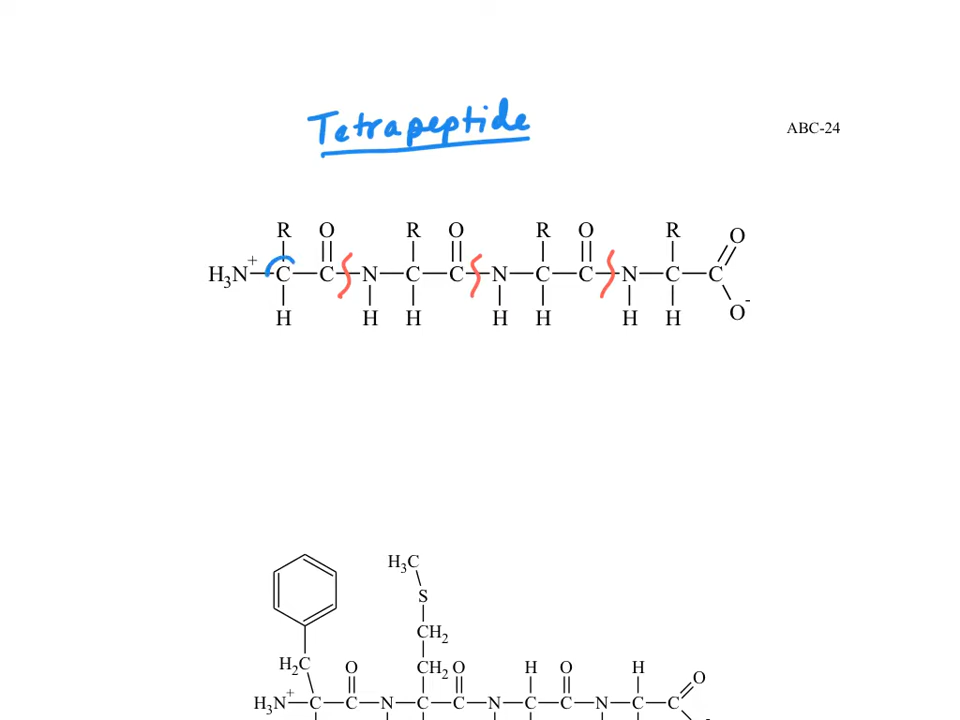 Tetrapeptide
ABC-24
R O R O R O R O
H₃N⁺ C C N C C N C C N C C
H H H H H H H O⁻
H₃C
S
CH₂
H₂C O CH₂ O H O H O
H₃N⁺ C C N C C N C C N C C